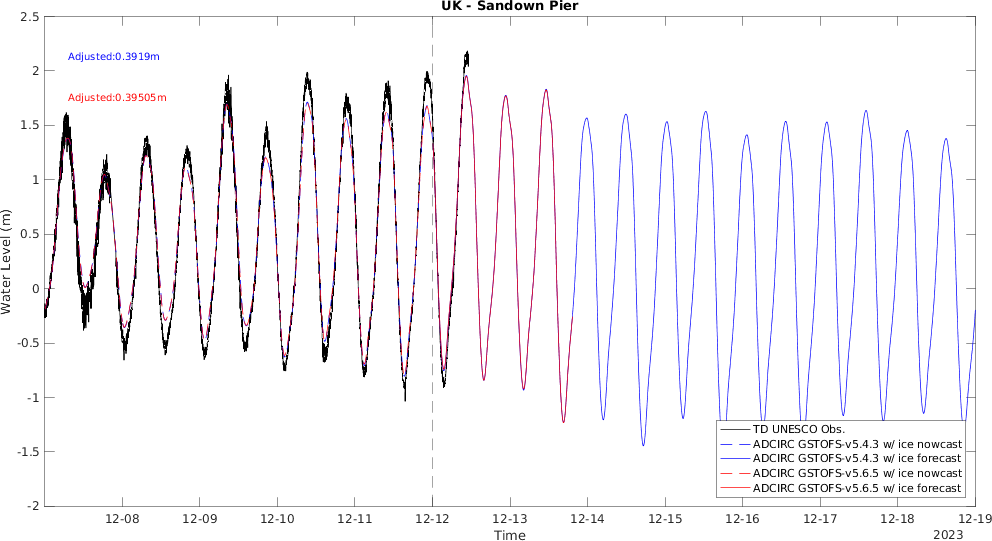 UK - Sandown Pier
2.5
2
1.5
1
0.5
0
-0.5
-1
-1.5
-2
Water Level (m)
Adjusted:0.3919m
Adjusted:0.39505m
TD UNESCO Obs.
ADCIRC GSTOFS-v5.4.3 w/ ice nowcast
ADCIRC GSTOFS-v5.4.3 w/ ice forecast
ADCIRC GSTOFS-v5.6.5 w/ ice nowcast
ADCIRC GSTOFS-v5.6.5 w/ ice forecast
12-08 12-09 12-10 12-11 12-12 12-13 12-14 12-15 12-16 12-17 12-18 12-19
Time
2023